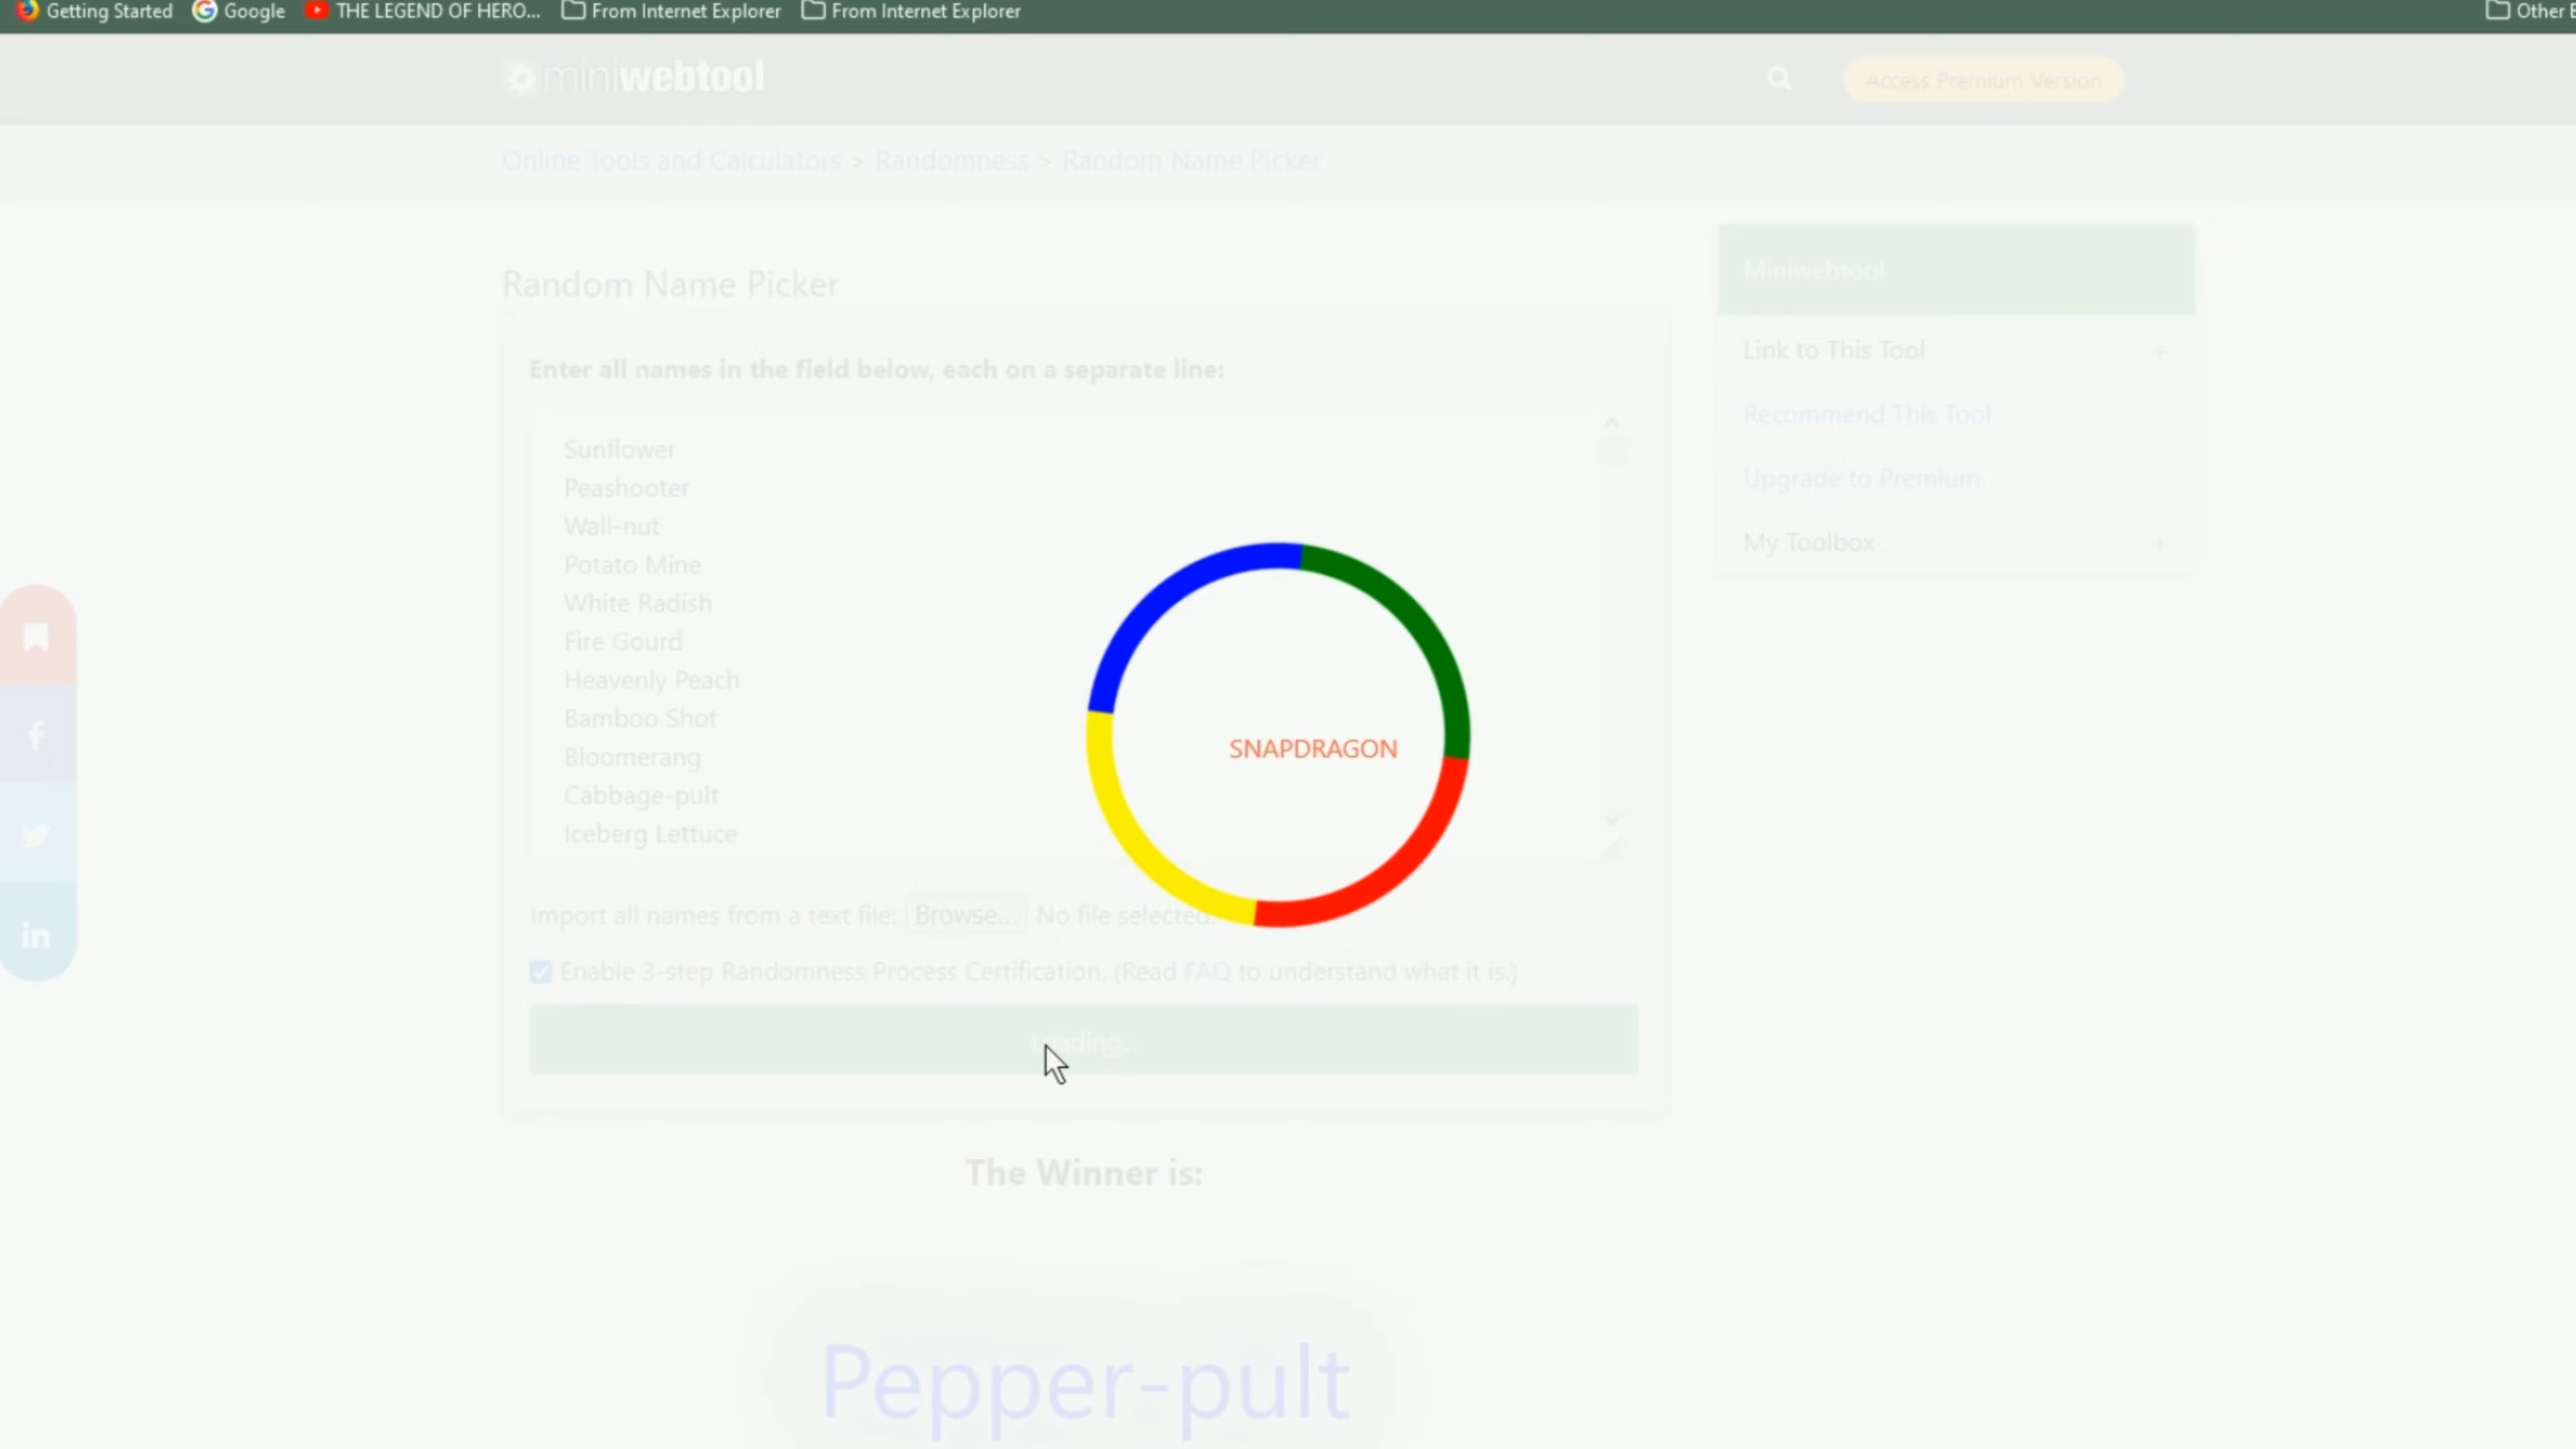 Getting Started
Google
THE LEGEND OF HERO...
From Internet Explorer
From Internet Explorer
Other
miniwebtool
Access Premium Version
Online Tools and Calculators > Randomness > Random Name Picker
Random Name Picker
Enter all names in the field below, each on a separate line:
Sunflower
Peashooter
Wall-nut
Potato Mine
White Radish
Fire Gourd
Heavenly Peach
Bamboo Shot
Bloomerang
Cabbage-pult
Iceberg Lettuce
SNAPDRAGON
Import all names from a text file: Browse... No file selected.
Enable 3-step Randomness Process Certification. (Read FAQ to understand what it is.)
Loading...
The Winner is:
Pepper-pult
Miniwebtool
Link to This Tool +
Recommend This Tool
Upgrade to Premium
My Toolbox +
f
in